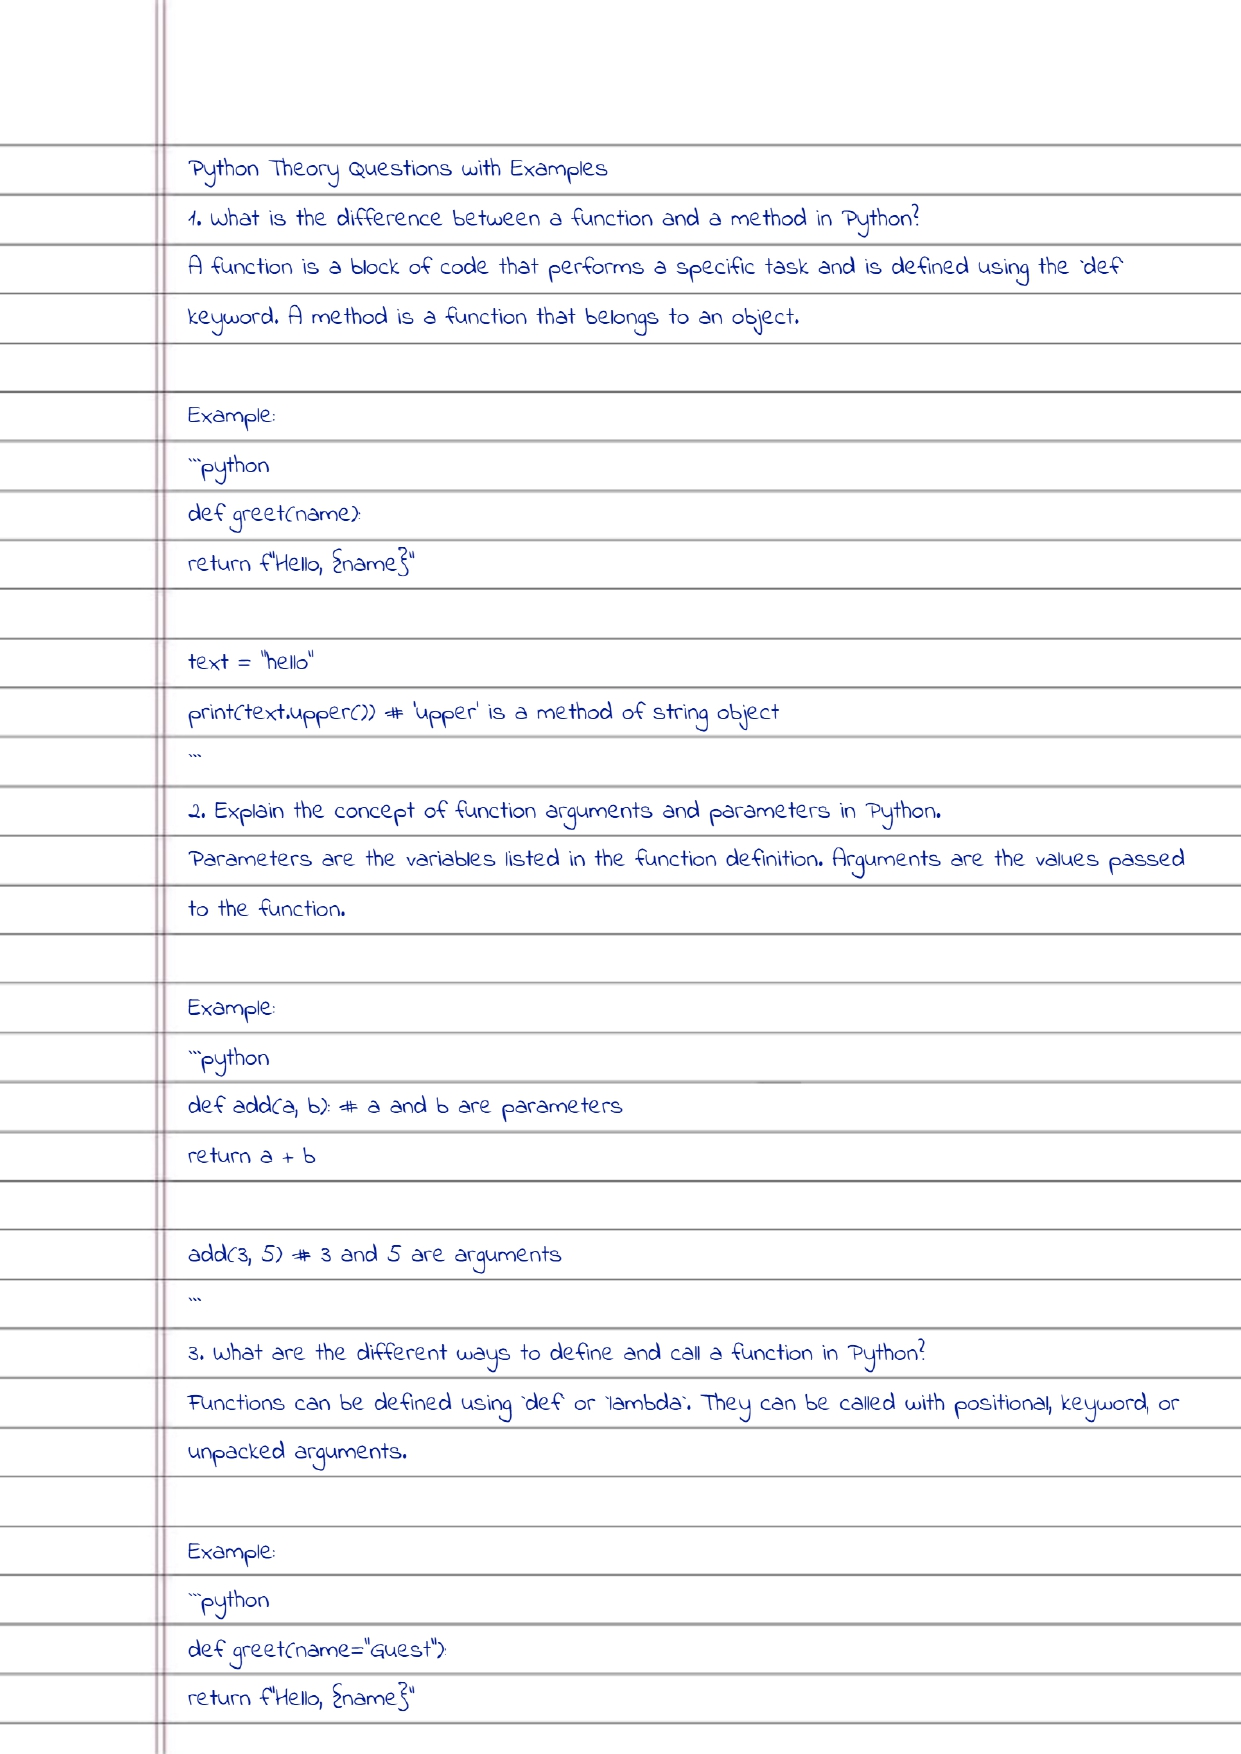 Python Theory Questions with Examples
1. What is the difference between a function and a method in Python?
A function is a block of code that performs a specific task and is defined using the `def`
keyword. A method is a function that belongs to an object.
Example:
```python
def greet(name):
return f"Hello, {name}"
text = "hello"
print(text.upper()) # 'upper' is a method of string object
```
2. Explain the concept of function arguments and parameters in Python.
Parameters are the variables listed in the function definition. Arguments are the values passed
to the function.
Example:
```python
def add(a, b): # a and b are parameters
return a + b
add(3, 5) # 3 and 5 are arguments
```
3. What are the different ways to define and call a function in Python?
Functions can be defined using `def` or `lambda`. They can be called with positional, keyword, or
unpacked arguments.
Example:
```python
def greet(name="Guest"):
return f"Hello, {name}"